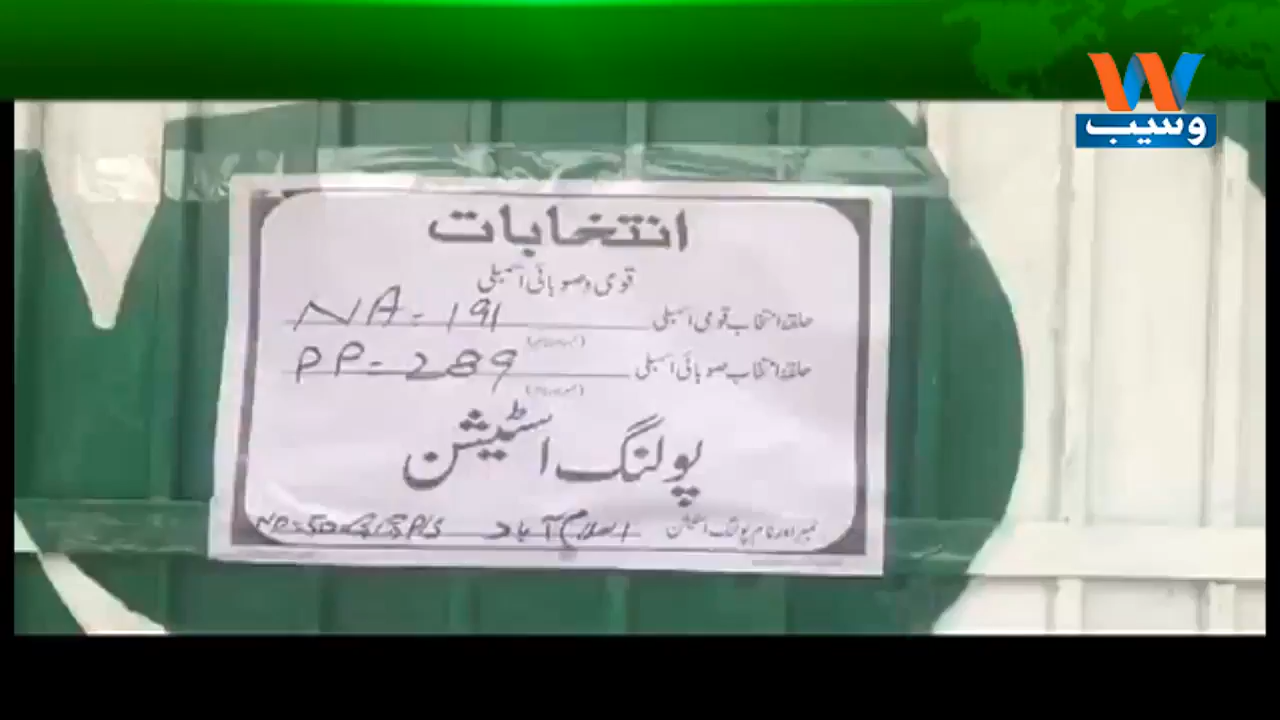 وسیب
انتخابات
قومی و صوبائی اسمبلی
حلقہ انتخاب قومی اسمبلی NA-191
حلقہ انتخاب صوبائی اسمبلی PP-289
پولنگ اسٹیشن
نمبر اور نام پولنگ اسٹیشن اسلام آباد